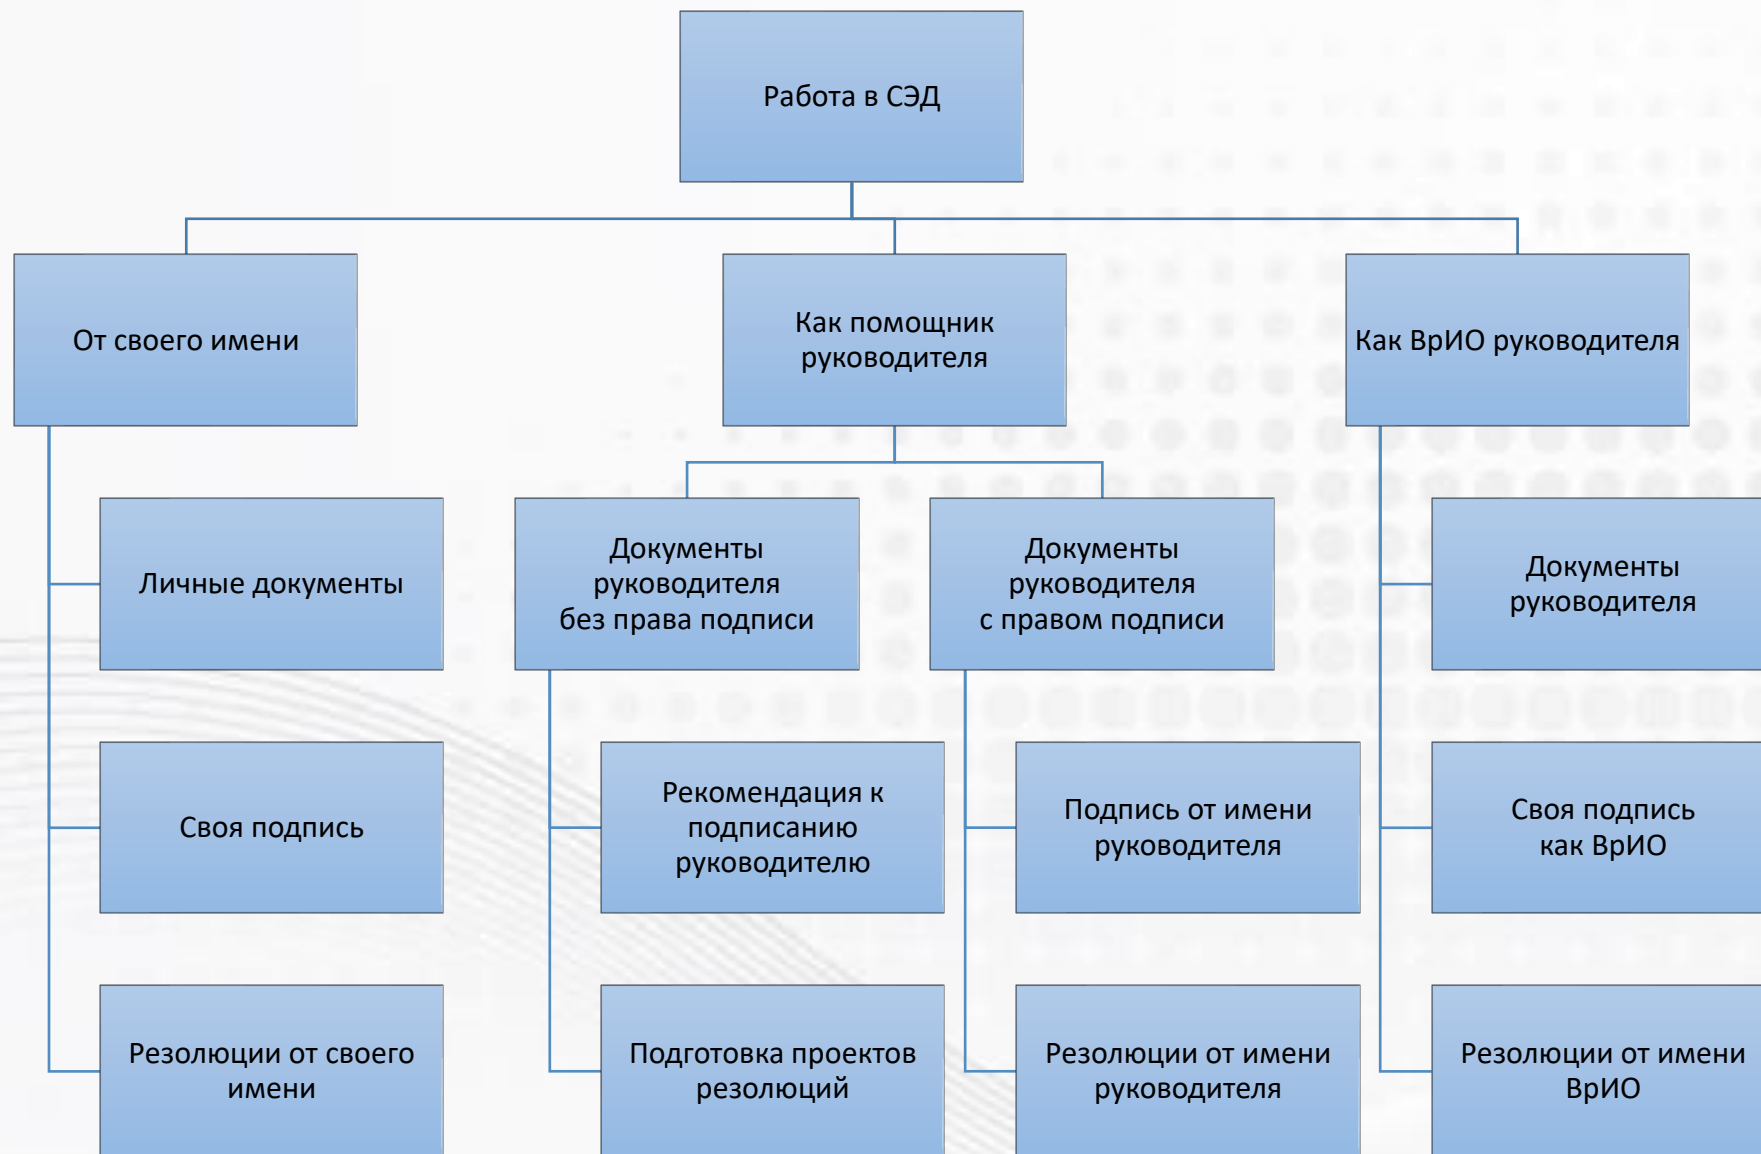 Работа в СЭД
От своего имени
Как помощник
руководителя
Как ВрИО руководителя
Личные документы
Документы
руководителя
без права подписи
Документы
руководителя
с правом подписи
Документы
руководителя
Своя подпись
Рекомендация к
подписанию
руководителю
Подпись от имени
руководителя
Своя подпись
как ВрИО
Резолюции от своего
имени
Подготовка проектов
резолюций
Резолюции от имени
руководителя
Резолюции от имени
ВрИО